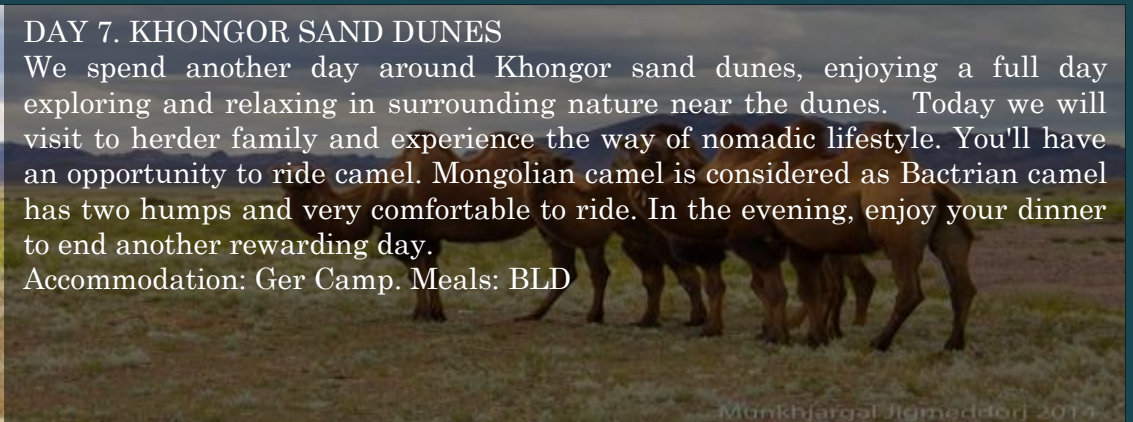 DAY 7. KHONGOR SAND DUNES
We spend another day around Khongor sand dunes, enjoying a full day
exploring and relaxing in surrounding nature near the dunes. Today we will
visit to herder family and experience the way of nomadic lifestyle. You'll have
an opportunity to ride camel. Mongolian camel is considered as Bactrian camel
has two humps and very comfortable to ride. In the evening, enjoy your dinner
to end another rewarding day.
Accommodation: Ger Camp. Meals: BLD
Munkhjargal Jigmeddorj 2014